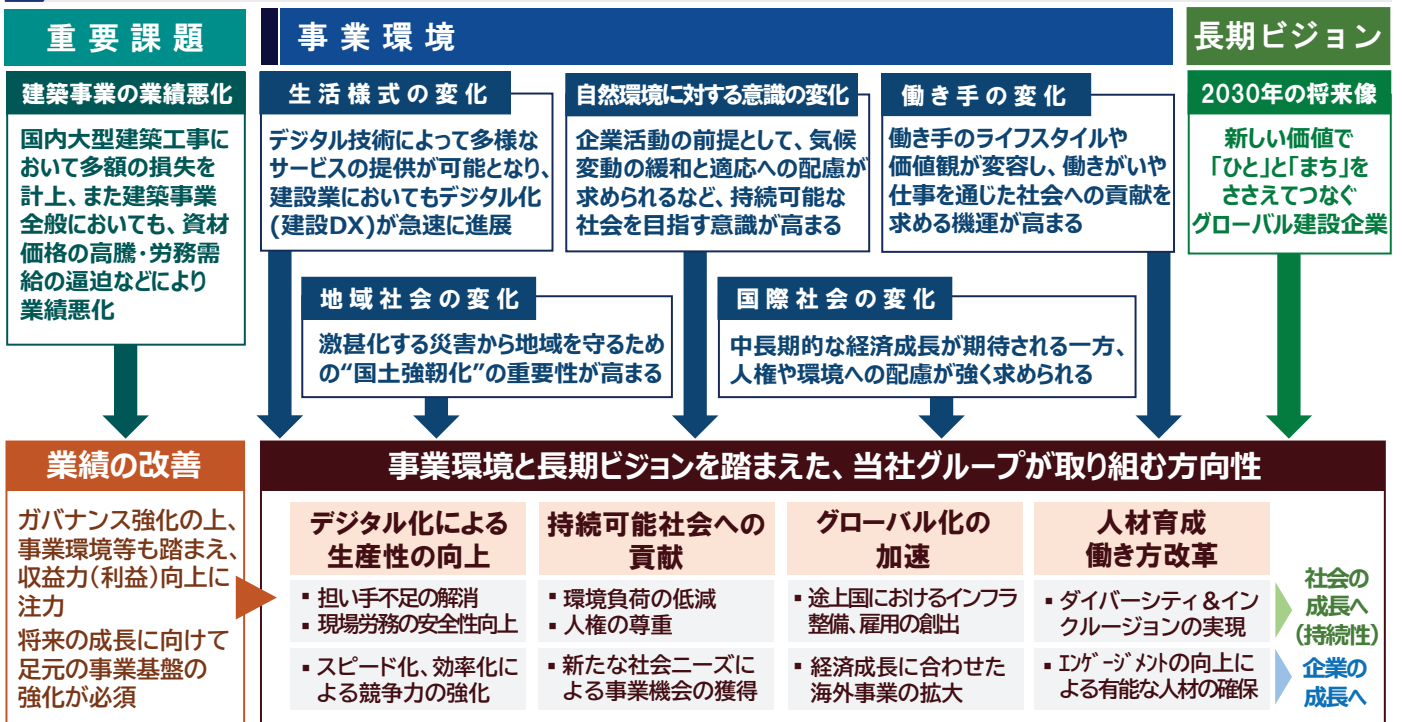 重要課題
事業環境
長期ビジョン
建築事業の業績悪化
国内大型建築工事に
おいて多額の損失を
計上、また建築事業
全般においても、資材
価格の高騰・労務需
給の逼迫などにより
業績悪化
生活様式の変化
デジタル技術によって多様な
サービスの提供が可能となり、
建設業においてもデジタル化
(建設DX)が急速に進展
自然環境に対する意識の変化
企業活動の前提として、気候
変動の緩和と適応への配慮が
求められるなど、持続可能な
社会を目指す意識が高まる
働き手の変化
働き手のライフスタイルや
価値観が変容し、働きがいや
仕事を通じた社会への貢献を
求める機運が高まる
2030年の将来像
新しい価値で
「ひと」と「まち」を
ささえてつなぐ
グローバル建設企業
地域社会の変化
激甚化する災害から地域を守るため
の“国土強靭化”の重要性が高まる
国際社会の変化
中長期的な経済成長が期待される一方、
人権や環境への配慮が強く求められる
業績の改善
ガバナンス強化の上、
事業環境等も踏まえ、
収益力(利益)向上に
注力
将来の成長に向けて
足元の事業基盤の
強化が必須
事業環境と長期ビジョンを踏まえた、当社グループが取り組む方向性
デジタル化による
生産性の向上
▪ 担い手不足の解消
▪ 現場労務の安全性向上
▪ スピード化、効率化に
よる競争力の強化
持続可能社会への
貢献
▪ 環境負荷の低減
▪ 人権の尊重
▪ 新たな社会ニーズに
よる事業機会の獲得
グローバル化の
加速
▪ 途上国におけるインフラ
整備、雇用の創出
▪ 経済成長に合わせた
海外事業の拡大
人材育成
働き方改革
▪ ダイバーシティ&イン
クルージョンの実現
▪ ｴﾝｹﾞｰｼﾞﾒﾝﾄの向上に
よる有能な人材の確保
社会の
成長へ
(持続性)
企業の
成長へ